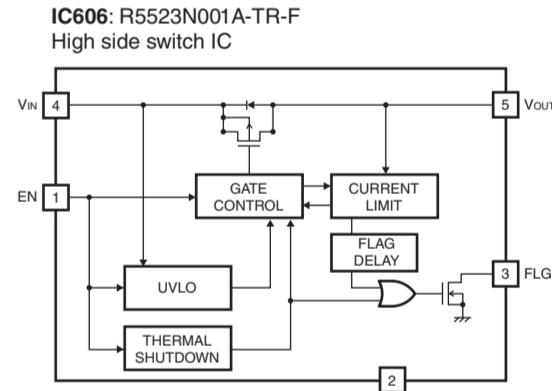 IC606: R5523N001A-TR-F
High side switch IC
VIN 4
5 VOUT
EN 1
GATE
CONTROL
CURRENT
LIMIT
FLAG
DELAY
3 FLG
UVLO
THERMAL
SHUTDOWN
2